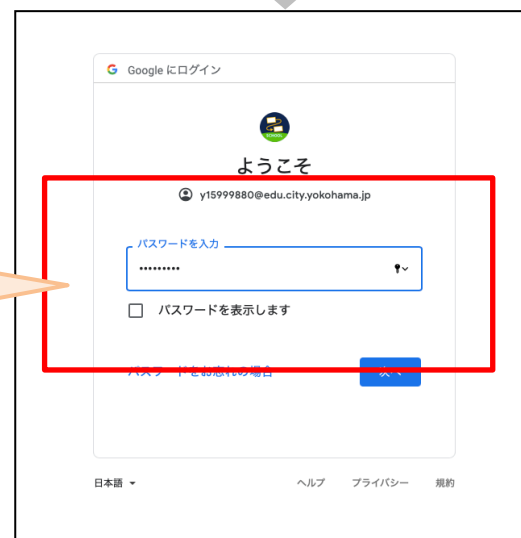 Google にログイン
ようこそ
y15999880@edu.city.yokohama.jp
パスワードを入力
•••••••••
パスワードを表示します
パスワードをお忘れの場合
次へ
日本語
ヘルプ プライバシー 規約